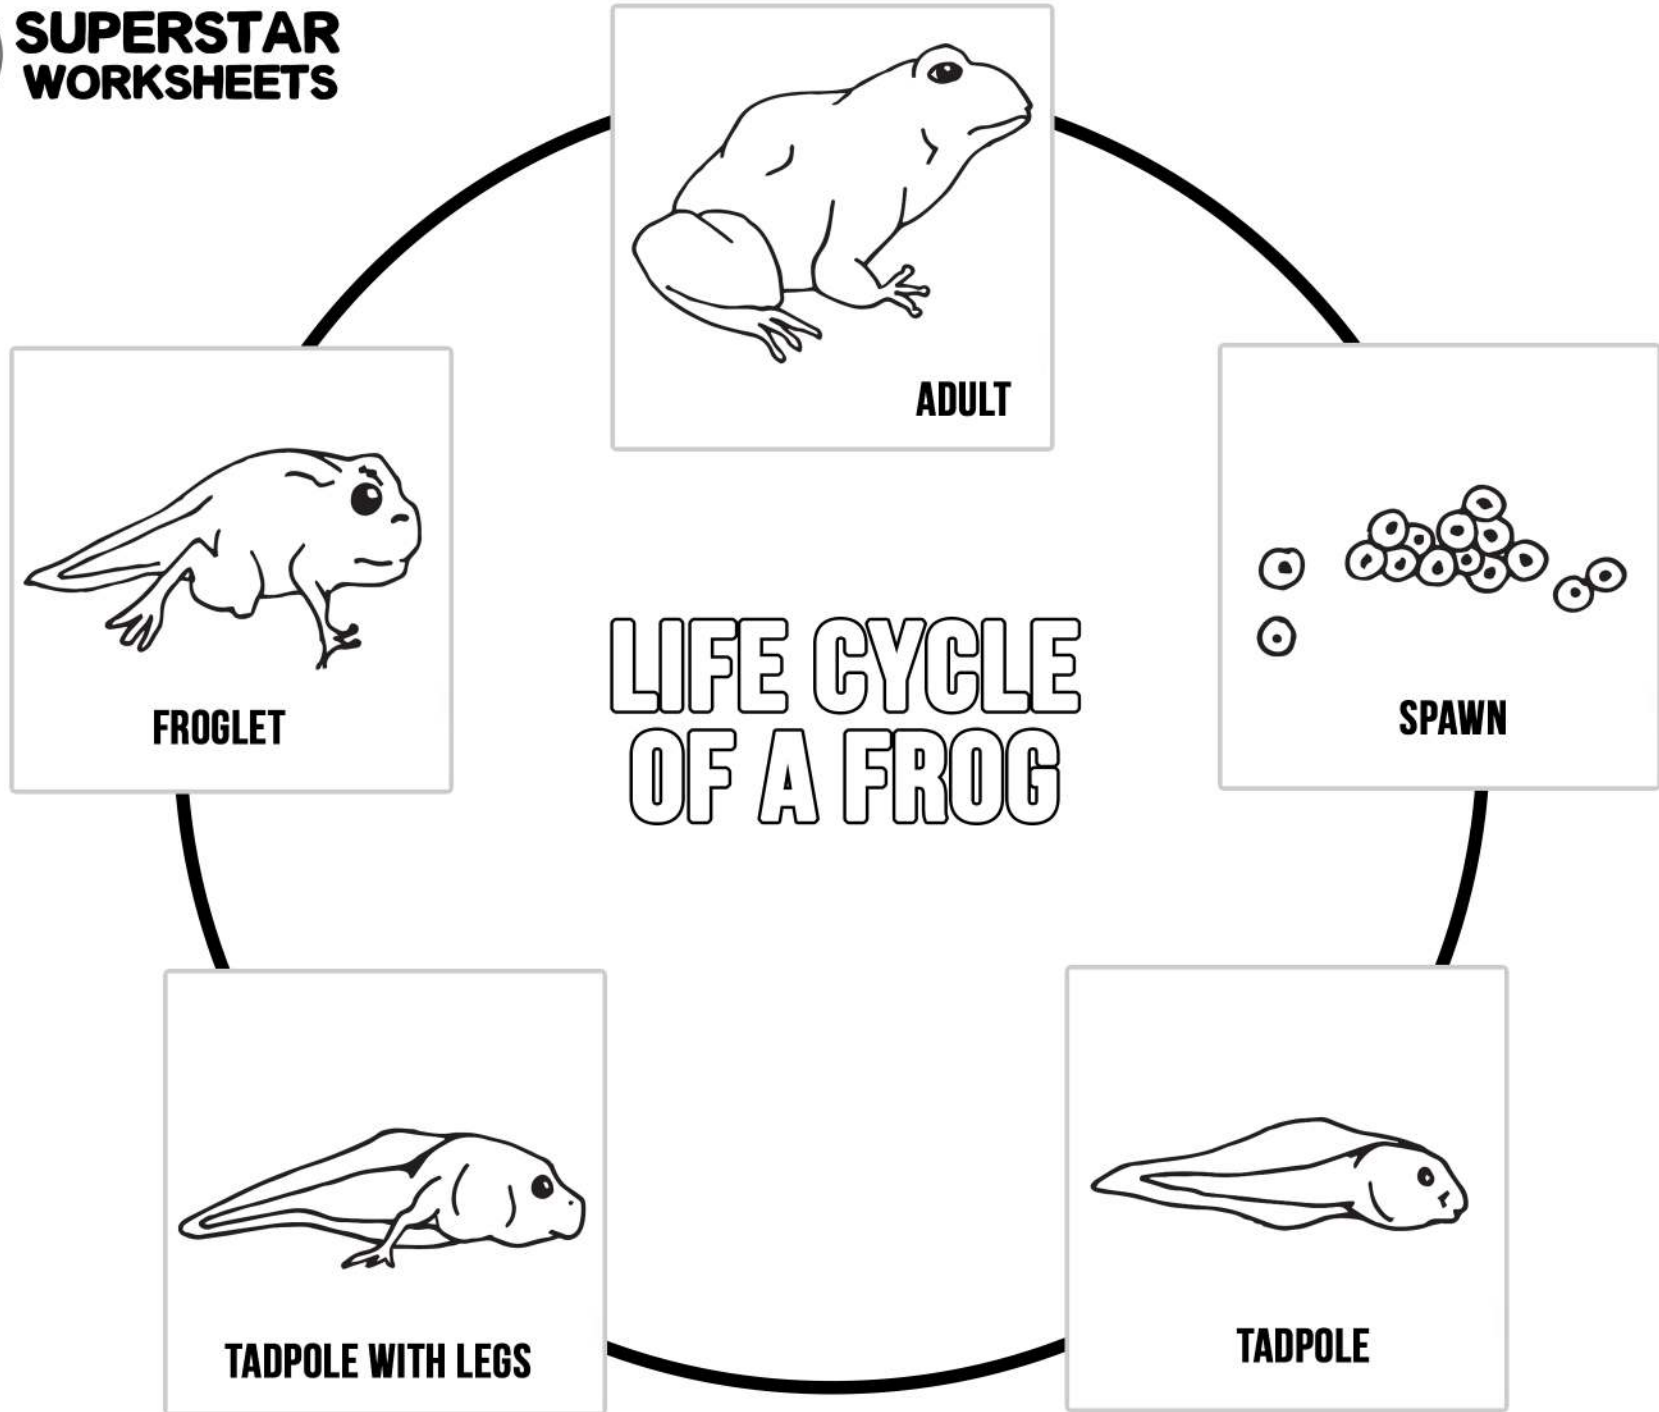 SUPERSTAR
WORKSHEETS
ADULT
FROGLET
SPAWN
LIFE CYCLE
OF A FROG
TADPOLE WITH LEGS
TADPOLE